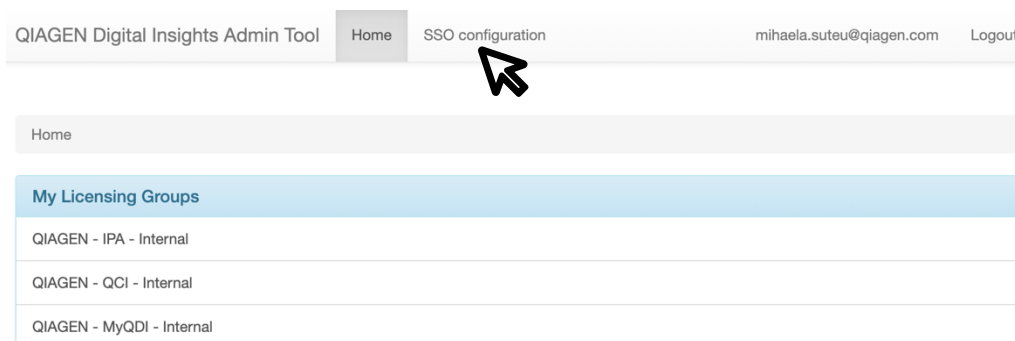 QIAGEN Digital Insights Admin Tool Home SSO configuration mihaela.suteu@qiagen.com Logout
Home
My Licensing Groups
QIAGEN - IPA - Internal
QIAGEN - QCI - Internal
QIAGEN - MyQDI - Internal